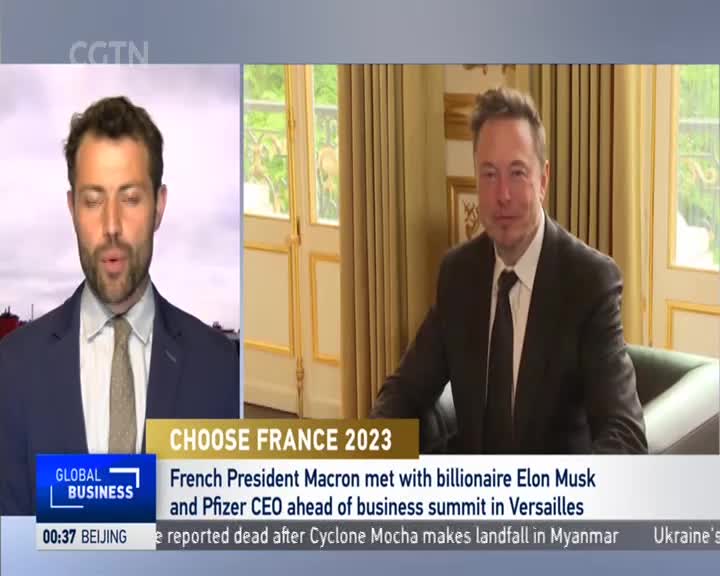 CGTN
CHOOSE FRANCE 2023
GLOBAL
BUSINESS
French President Macron met with billionaire Elon Musk
and Pfizer CEO ahead of business summit in Versailles
00:37 BEIJING
e reported dead after Cyclone Mocha makes landfall in Myanmar Ukraine's